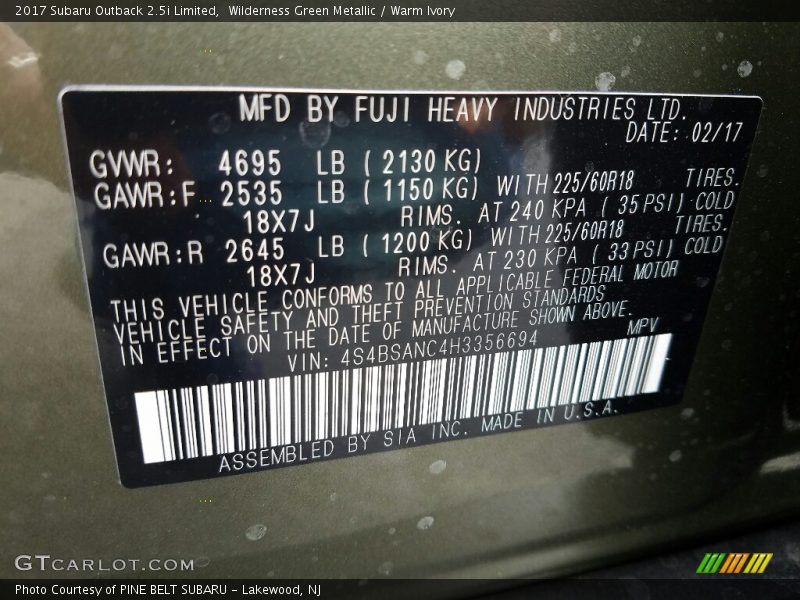 2017 Subaru Outback 2.5i Limited,  Wilderness Green Metallic / Warm Ivory
MFD BY FUJI HEAVY INDUSTRIES LTD.
DATE: 02/17
GVWR: 4695 LB ( 2130 KG)
GAWR:F 2535 LB ( 1150 KG) WITH 225/60R18 TIRES.
18X7J RIMS. AT 240 KPA ( 35 PSI) COLD
GAWR:R 2645 LB ( 1200 KG) WITH 225/60R18 TIRES.
18X7J RIMS. AT 230 KPA ( 33 PSI) COLD
THIS VEHICLE CONFORMS TO ALL APPLICABLE FEDERAL MOTOR
VEHICLE SAFETY AND THEFT PREVENTION STANDARDS
IN EFFECT ON THE DATE OF MANUFACTURE SHOWN ABOVE.
VIN: 4S4BSANC4H3356694 MPV
ASSEMBLED BY SIA INC. MADE IN U.S.A.
GTCARLOT.COM
Photo Courtesy of PINE BELT SUBARU - Lakewood, NJ